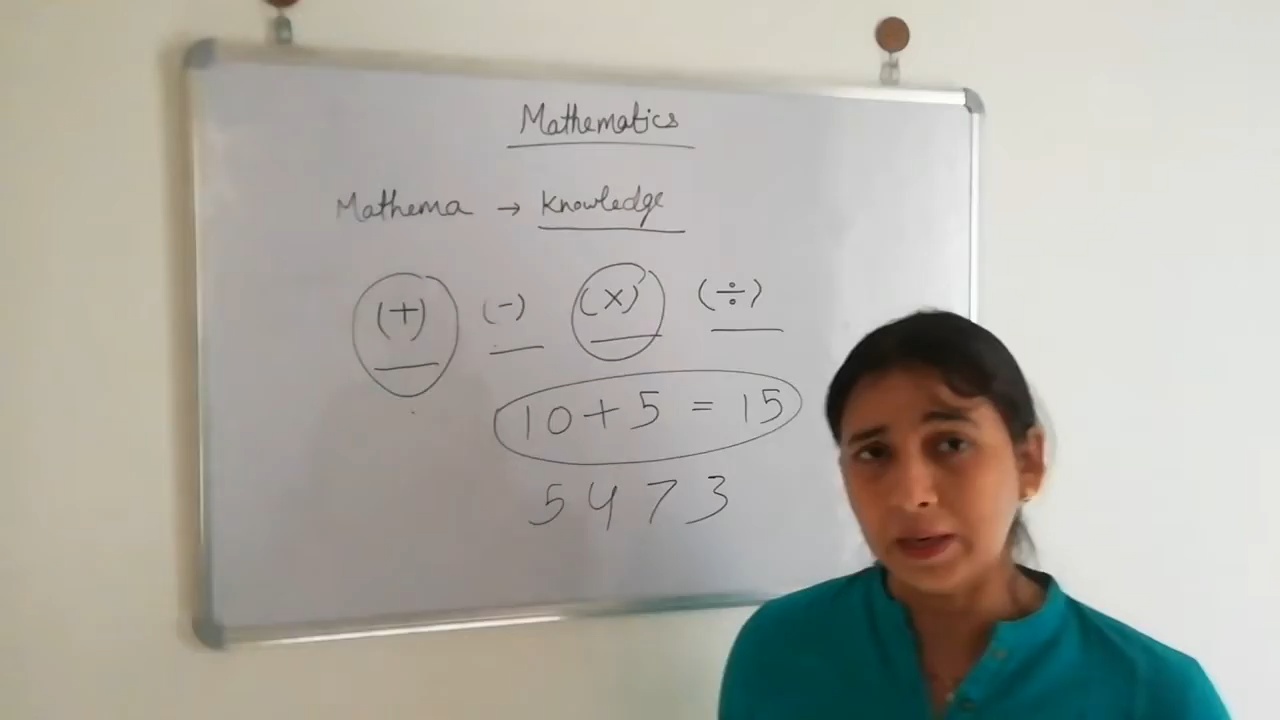 Mathematics
Mathema → Knowledge
(+) (-) (×) (÷)
10 + 5 = 15
5 4 7 3